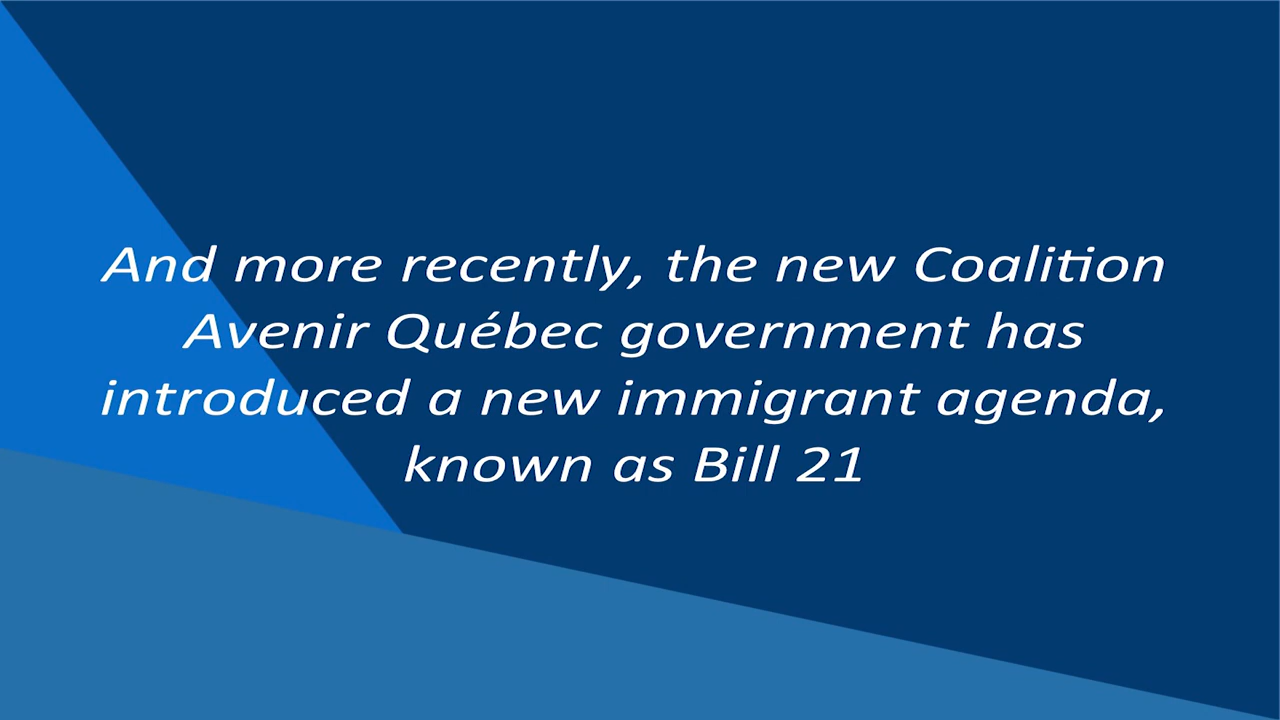 And more recently, the new Coalition
Avenir Québec government has
introduced a new immigrant agenda,
known as Bill 21